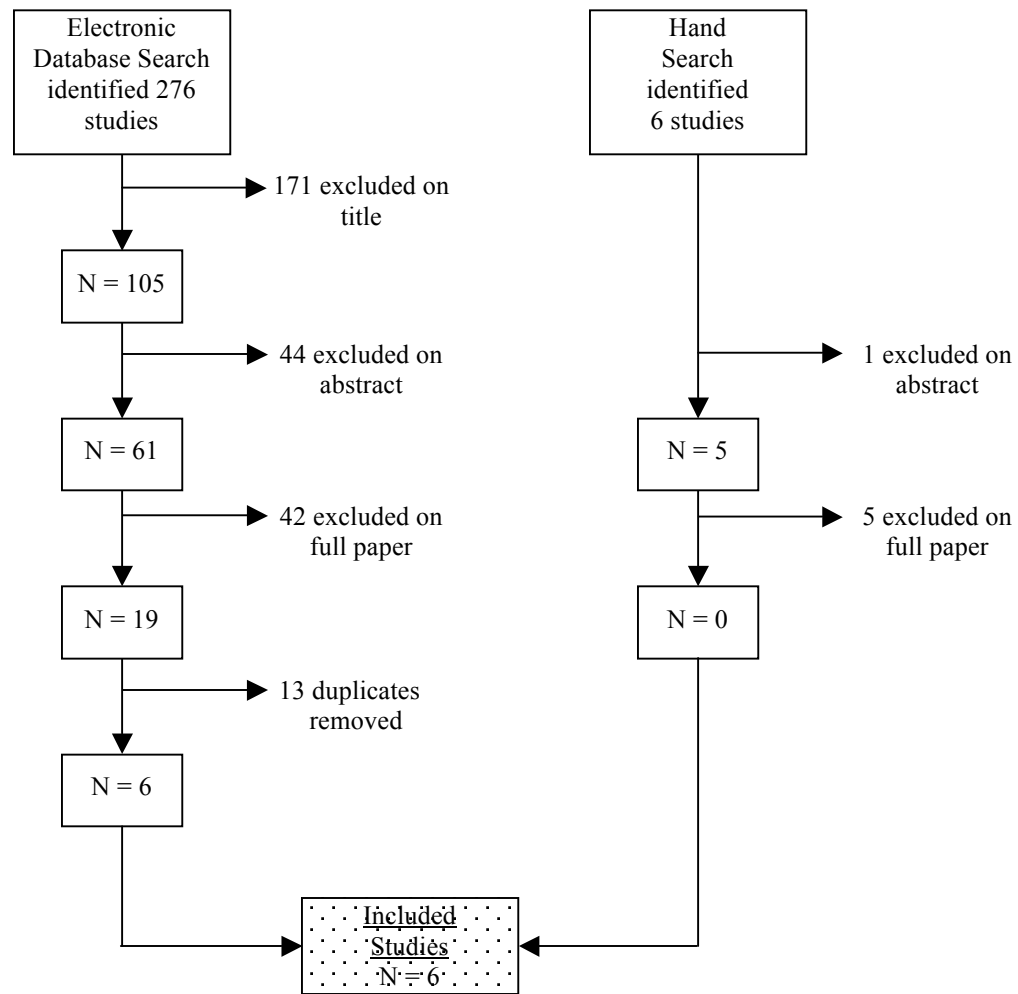 Electronic
Database Search
identified 276
studies
Hand
Search
identified
6 studies
171 excluded on
title
N = 105
44 excluded on
abstract
1 excluded on
abstract
N = 61
N = 5
42 excluded on
full paper
5 excluded on
full paper
N = 19
N = 0
13 duplicates
removed
N = 6
Included
Studies
N = 6